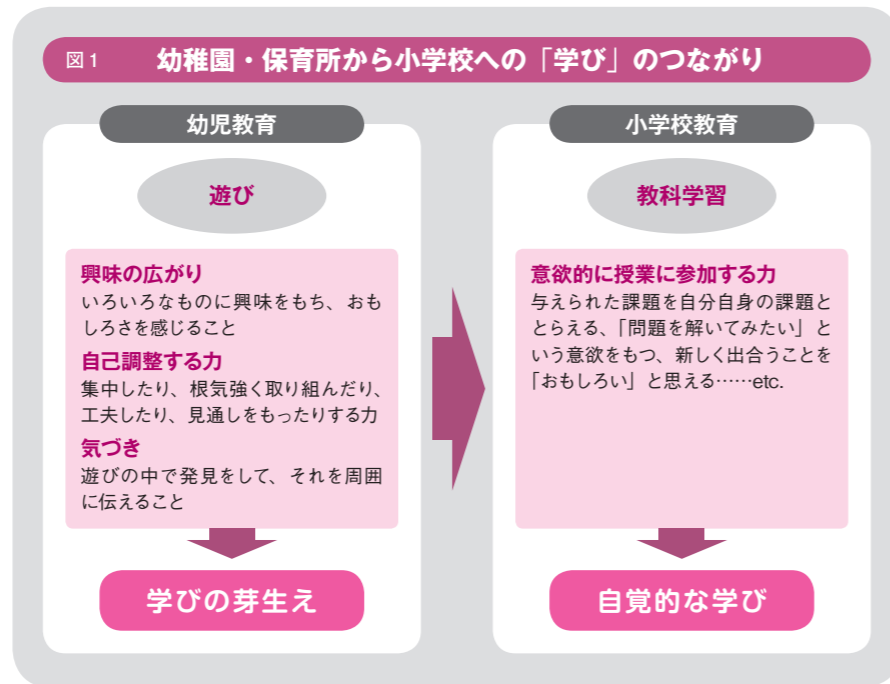 図1 幼稚園・保育所から小学校への「学び」のつながり
幼児教育
遊び
興味の広がり
いろいろなものに興味をもち、おも
しろさを感じること
自己調整する力
集中したり、根気強く取り組んだり、
工夫したり、見通しをもったりする力
気づき
遊びの中で発見をして、それを周囲
に伝えること
学びの芽生え
小学校教育
教科学習
意欲的に授業に参加する力
与えられた課題を自分自身の課題と
とらえる、「問題を解いてみたい」と
いう意欲をもつ、新しく出合うことを
「おもしろい」と思える……etc.
自覚的な学び